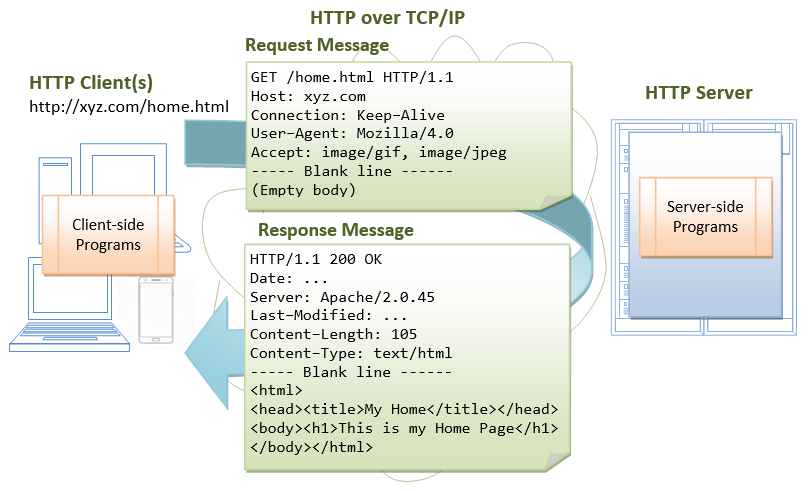 HTTP over TCP/IP
Request Message
HTTP Client(s)
http://xyz.com/home.html
GET /home.html HTTP/1.1
Host: xyz.com
Connection: Keep-Alive
User-Agent: Mozilla/4.0
Accept: image/gif, image/jpeg
----- Blank line ------
(Empty body)
HTTP Server
Client-side
Programs
Server-side
Programs
Response Message
HTTP/1.1 200 OK
Date: ...
Server: Apache/2.0.45
Last-Modified: ...
Content-Length: 105
Content-Type: text/html
----- Blank line ------
<html>
<head><title>My Home</title></head>
<body><h1>This is my Home Page</h1>
</body></html>